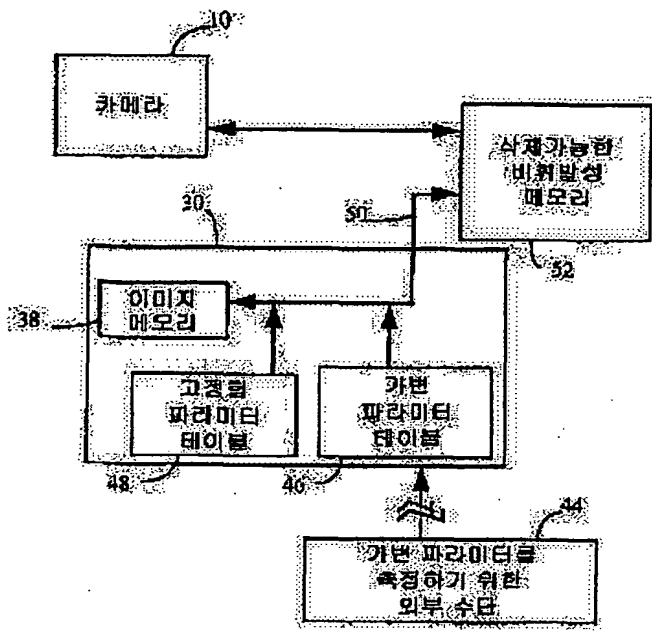 10
카메라
삭제가능한
비휘발성
메모리
52
50
30
이미지
메모리
38
고정형
파라미터
테이블
48
가변
파라미터
테이블
46
44
가변 파라미터를
측정하기 위한
외부 수단